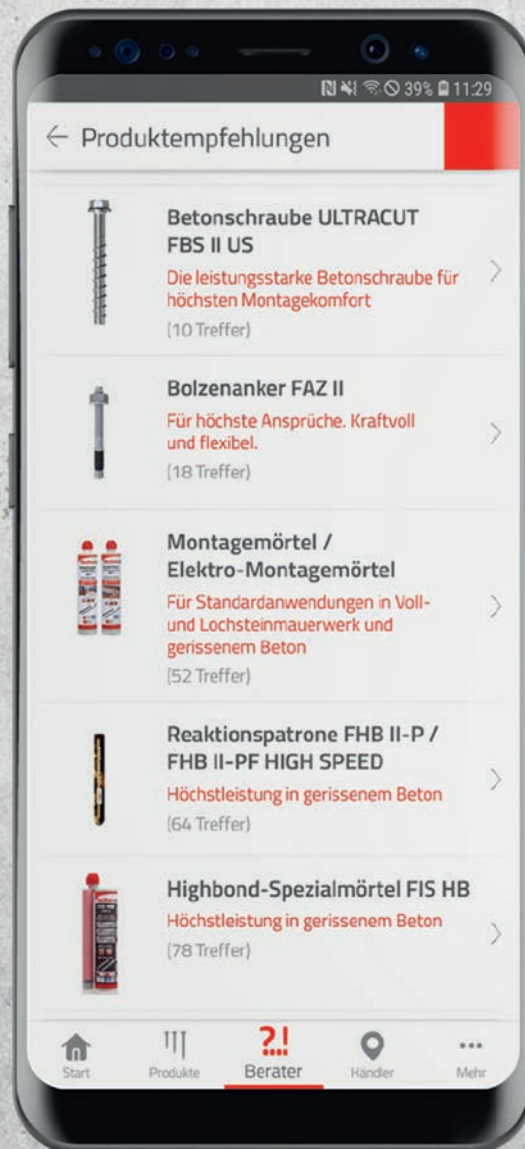 39% 11:29
Produktempfehlungen
Betonschraube ULTRACUT
FBS II US
Die leistungsstarke Betonschraube für
höchsten Montagekomfort
(10 Treffer)
Bolzenanker FAZ II
Für höchste Ansprüche. Kraftvoll
und flexibel.
(18 Treffer)
Montagemörtel /
Elektro-Montagemörtel
Für Standardanwendungen in Voll-
und Lochsteinmauerwerk und
gerissenem Beton
(52 Treffer)
Reaktionspatrone FHB II-P /
FHB II-PF HIGH SPEED
Höchstleistung in gerissenem Beton
(64 Treffer)
Highbond-Spezialmörtel FIS HB
Höchstleistung in gerissenem Beton
(78 Treffer)
?!
Start
Produkte
Berater
Händler
Mehr